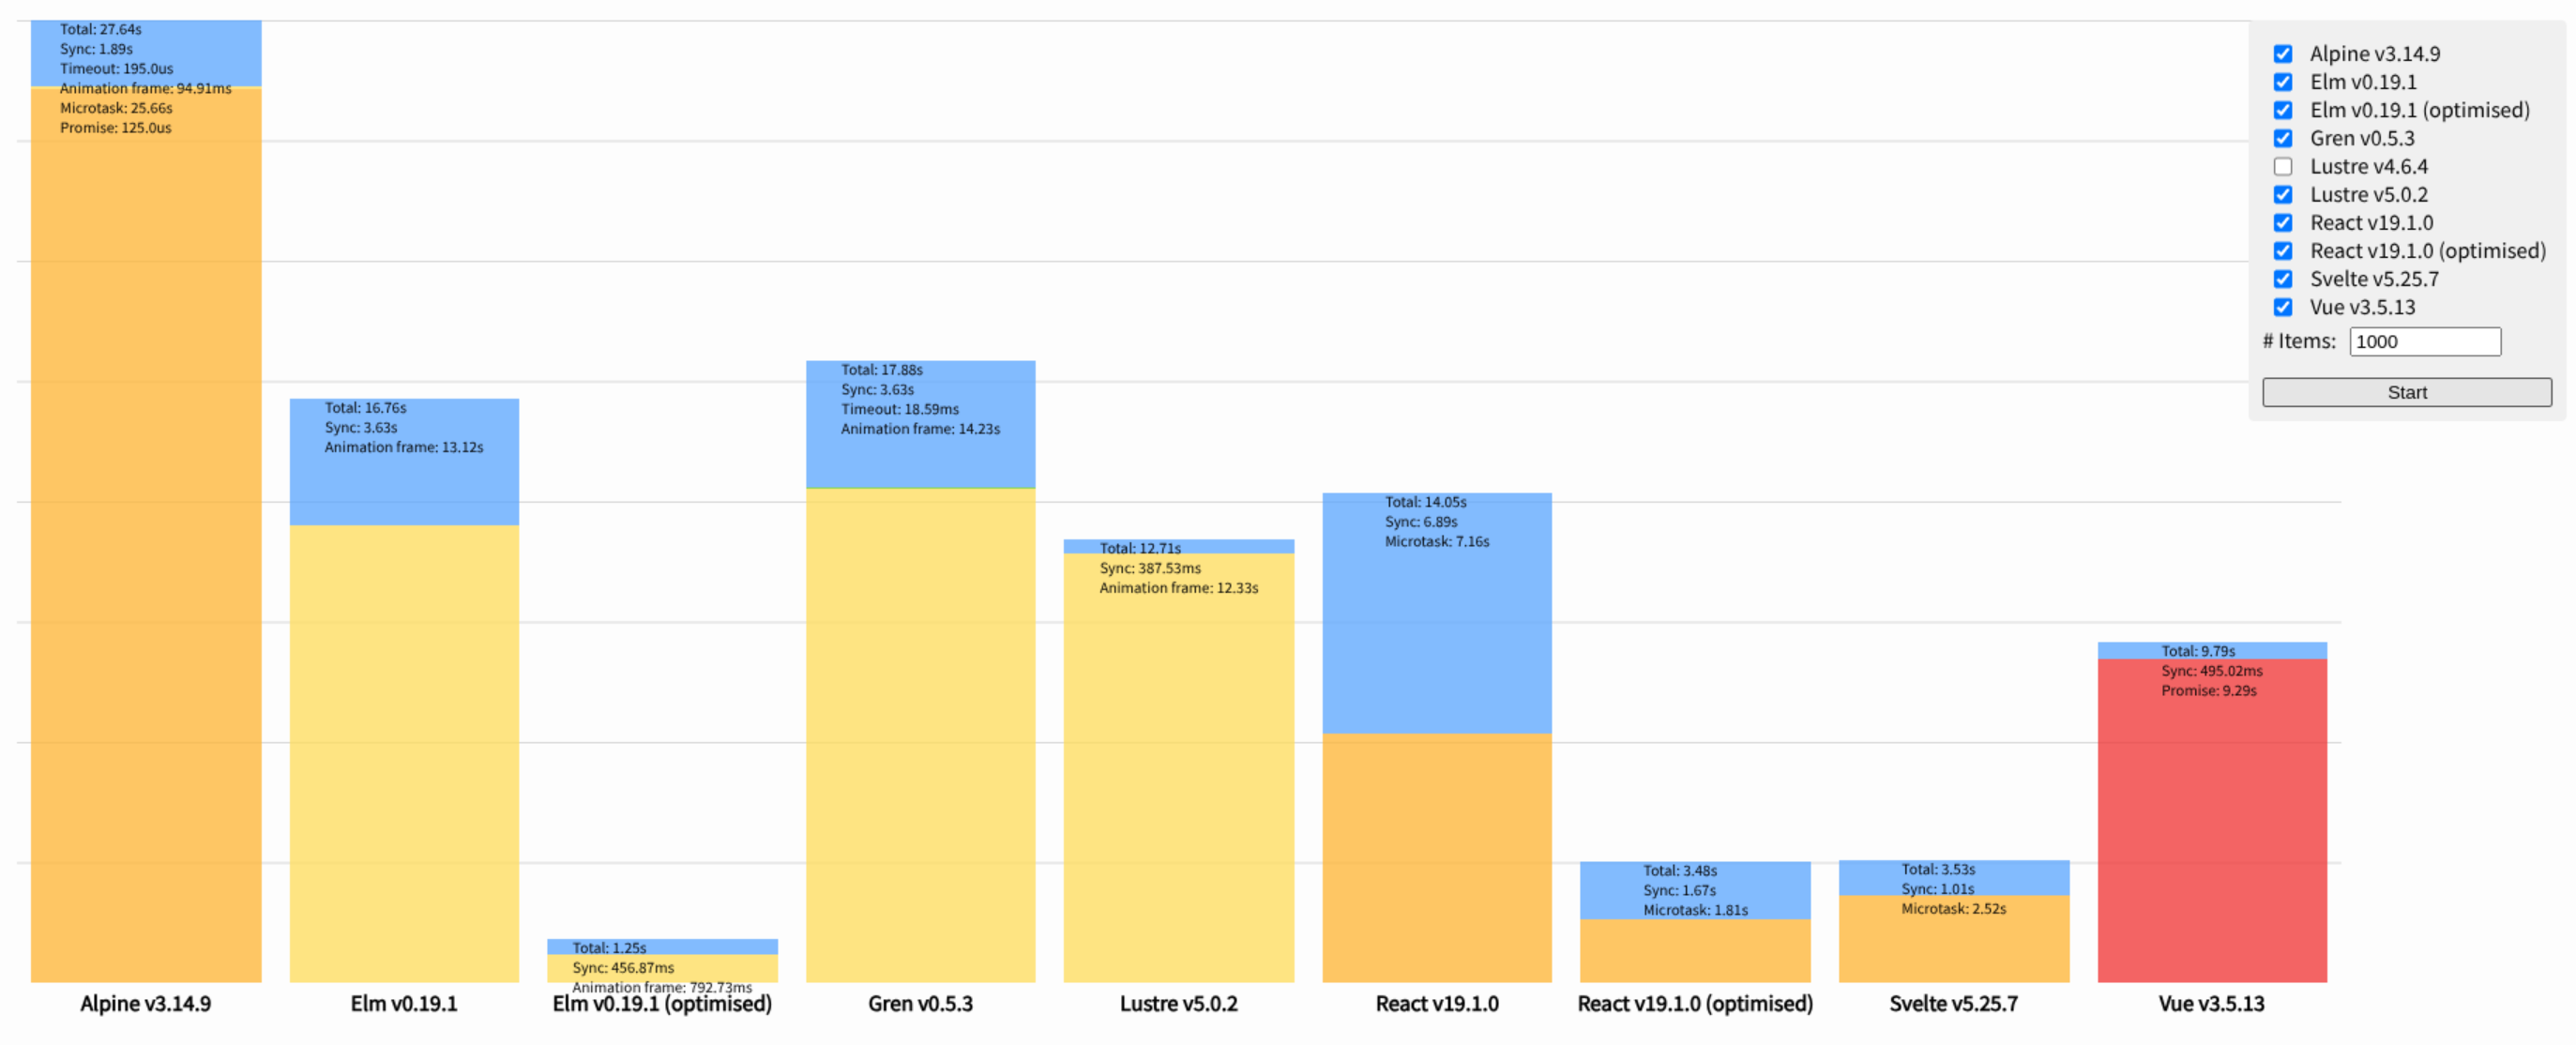 Total: 27.64s
Sync: 1.89s
Timeout: 195.0us
Animation frame: 94.91ms
Microtask: 25.66s
Promise: 125.0us
Total: 16.76s
Sync: 3.63s
Animation frame: 13.12s
Total: 1.25s
Sync: 456.87ms
Animation frame: 792.73ms
Total: 17.88s
Sync: 3.63s
Timeout: 18.59ms
Animation frame: 14.23s
Total: 12.71s
Sync: 387.53ms
Animation frame: 12.33s
Total: 14.05s
Sync: 6.89s
Microtask: 7.16s
Total: 3.48s
Sync: 1.67s
Microtask: 1.81s
Total: 3.53s
Sync: 1.01s
Microtask: 2.52s
Total: 9.79s
Sync: 495.02ms
Promise: 9.29s
Alpine v3.14.9
Elm v0.19.1
Elm v0.19.1 (optimised)
Gren v0.5.3
Lustre v5.0.2
React v19.1.0
React v19.1.0 (optimised)
Svelte v5.25.7
Vue v3.5.13
Alpine v3.14.9
Elm v0.19.1
Elm v0.19.1 (optimised)
Gren v0.5.3
Lustre v4.6.4
Lustre v5.0.2
React v19.1.0
React v19.1.0 (optimised)
Svelte v5.25.7
Vue v3.5.13
# Items: 1000
Start